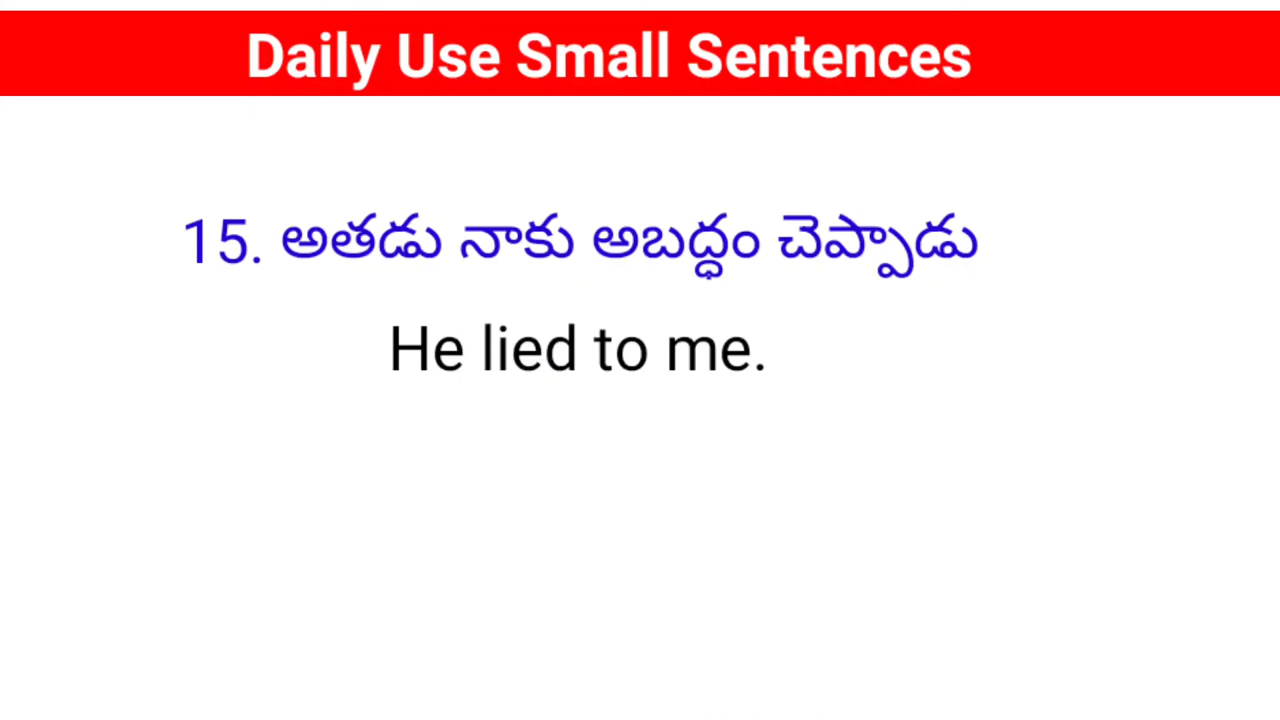 Daily Use Small Sentences
15. అతడు నాకు అబద్ధం చెప్పాడు
He lied to me.